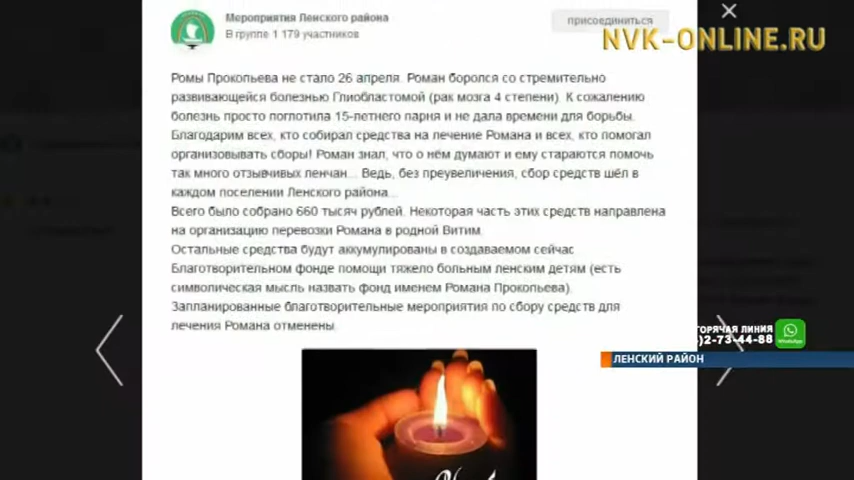 Мероприятия Ленского района
В группе 1 179 участников
присоединиться
NVK-ONLINE.RU
Ромы Прокопьева не стало 26 апреля. Роман боролся со стремительно
развивающейся болезнью Глиобластомой (рак мозга 4 степени). К сожалению
болезнь просто поглотила 15-летнего парня и не дала времени для борьбы.
Благодарим всех, кто собирал средства на лечение Романа и всех, кто помогал
организовывать сборы! Роман знал, что о нём думают и ему стараются помочь
так много отзывчивых ленчан... Ведь, без преувеличения, сбор средств шёл в
каждом поселении Ленского района...
Всего было собрано 660 тысяч рублей. Некоторая часть этих средств направлена
на организацию перевозки Романа в родной Витим.
Остальные средства будут аккумулированы в создаваемом сейчас
Благотворительном фонде помощи тяжело больным ленским детям (есть
символическая мысль назвать фонд именем Романа Прокопьева).
Запланированные благотворительные мероприятия по сбору средств для
лечения Романа отменены.
ГОРЯЧАЯ ЛИНИЯ
)2-73-44-88
WhatsApp
ЛЕНСКИЙ РАЙОН